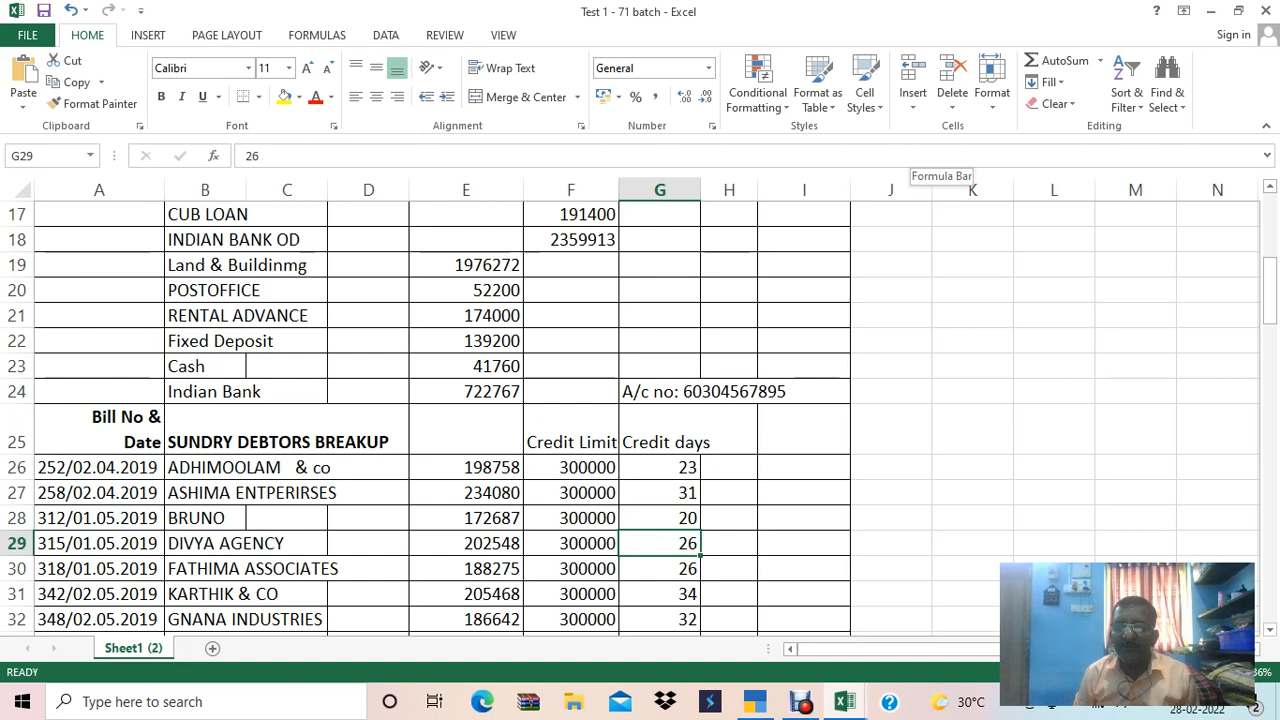 Test 1 - 71 batch - Excel
?
FILE HOME INSERT PAGE LAYOUT FORMULAS DATA REVIEW VIEW Sign in
Paste Cut Copy Format Painter Clipboard
Calibri 11 A A B I U A Font
Wrap Text Merge & Center Alignment
General % , Number
Conditional Formatting Format as Table Cell Styles Styles
Insert Delete Format Cells
AutoSum Fill Clear Sort & Filter Find & Select Editing
G29 fx 26
Formula Bar
A B C D E F G H I J K L M N
17 CUB LOAN 191400
18 INDIAN BANK OD 2359913
19 Land & Buildinmg 1976272
20 POSTOFFICE 52200
21 RENTAL ADVANCE 174000
22 Fixed Deposit 139200
23 Cash 41760
24 Indian Bank 722767 A/c no: 60304567895
Bill No &
25 Date SUNDRY DEBTORS BREAKUP Credit Limit Credit days
26 252/02.04.2019 ADHIMOOLAM & co 198758 300000 23
27 258/02.04.2019 ASHIMA ENTPERIRSES 234080 300000 31
28 312/01.05.2019 BRUNO 172687 300000 20
29 315/01.05.2019 DIVYA AGENCY 202548 300000 26
30 318/01.05.2019 FATHIMA ASSOCIATES 188275 300000 26
31 342/02.05.2019 KARTHIK & CO 205468 300000 34
32 348/02.05.2019 GNANA INDUSTRIES 186642 300000 32
Sheet1 (2)
READY
Type here to search 30°C
28-02-2022